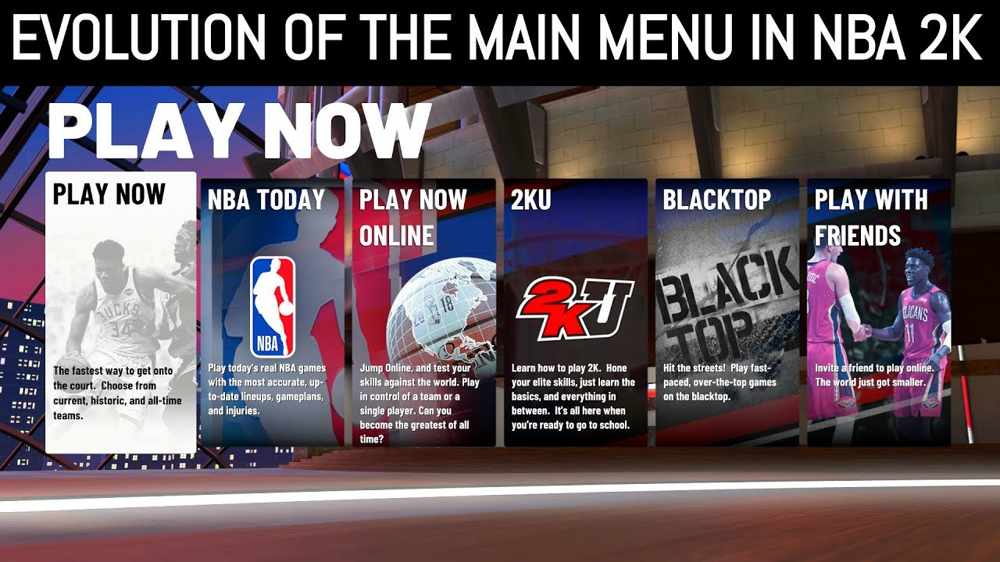 EVOLUTION OF THE MAIN MENU IN NBA 2K
PLAY NOW
PLAY NOW
BUCKS
34
The fastest way to get onto
the court.  Choose from
current, historic, and all-time
teams.
NBA TODAY
NBA
Play today's real NBA games
with the most accurate, up-
to-date lineups, gameplans,
and injuries.
PLAY NOW
ONLINE
2018
Jump Online, and test your
skills against the world. Play
in control of a team or a
single player. Can you
become the greatest of all
time?
2KU
2KU
Learn how to play 2K.  Hone
your elite skills, just learn the
basics, and everything in
between.  It's all here when
you're ready to go to school.
BLACKTOP
BLACK
TOP
Hit the streets!  Play fast-
paced, over-the-top games
on the blacktop.
PLAY WITH
FRIENDS
PELICANS
11
Invite a friend to play online.
The world just got smaller.